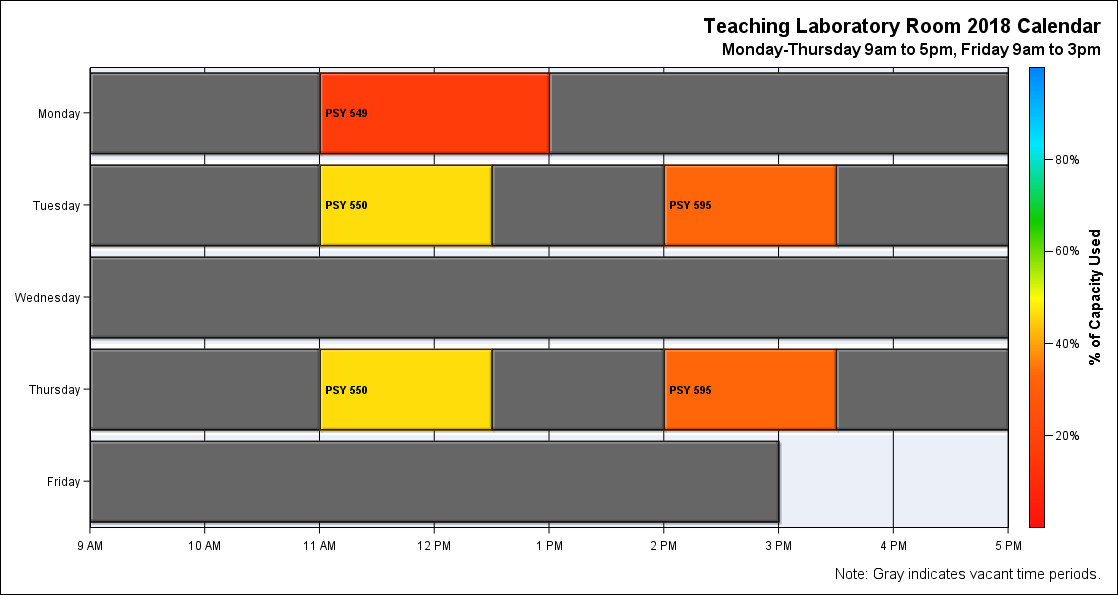 Teaching Laboratory Room 2018 Calendar
Monday-Thursday 9am to 5pm, Friday 9am to 3pm
Monday
PSY 549
Tuesday
PSY 550
PSY 595
Wednesday
Thursday
PSY 550
PSY 595
Friday
9 AM
10 AM
11 AM
12 PM
1 PM
2 PM
3 PM
4 PM
5 PM
80%
60%
40%
20%
% of Capacity Used
Note: Gray indicates vacant time periods.